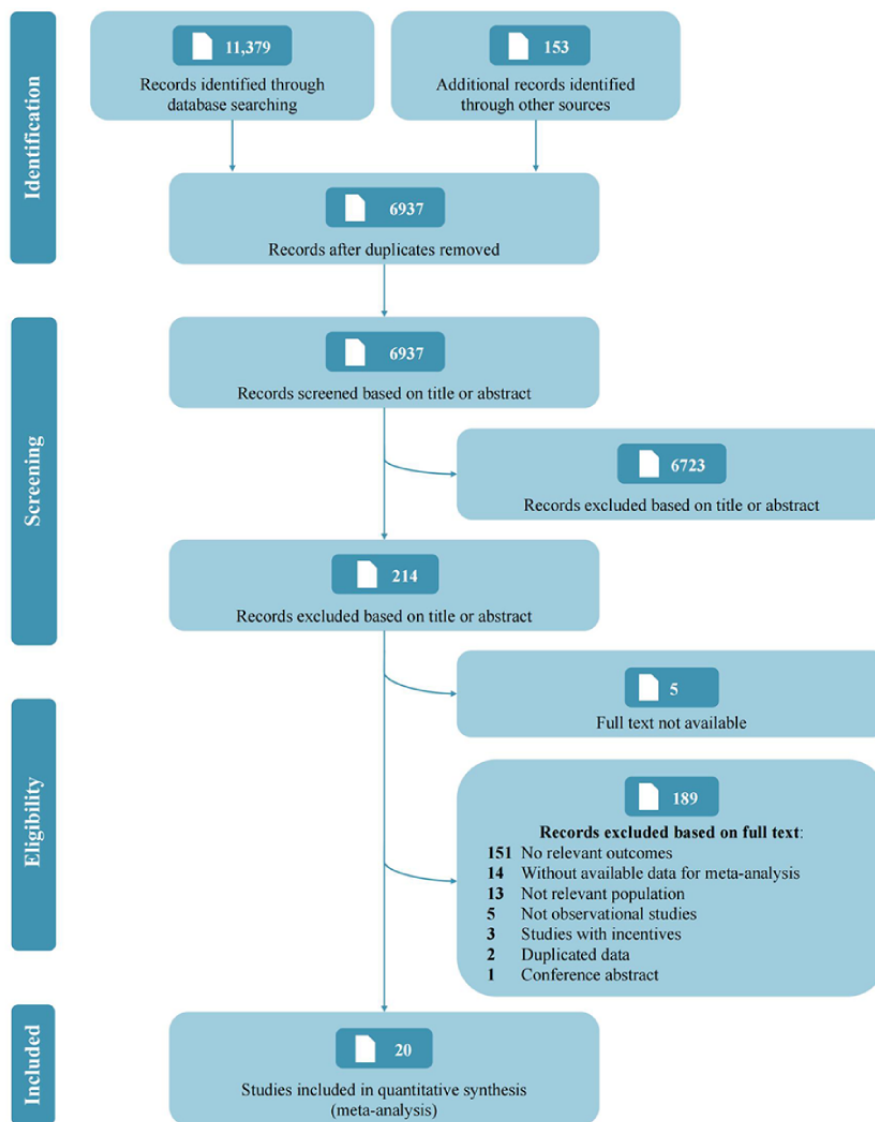 Identification
11,379
Records identified through
database searching
153
Additional records identified
through other sources
6937
Records after duplicates removed
Screening
6937
Records screened based on title or abstract
6723
Records excluded based on title or abstract
214
Records excluded based on title or abstract
Eligibility
5
Full text not available
189
Records excluded based on full text:
151 No relevant outcomes
14 Without available data for meta-analysis
13 Not relevant population
5 Not observational studies
3 Studies with incentives
2 Duplicated data
1 Conference abstract
Included
20
Studies included in quantitative synthesis
(meta-analysis)